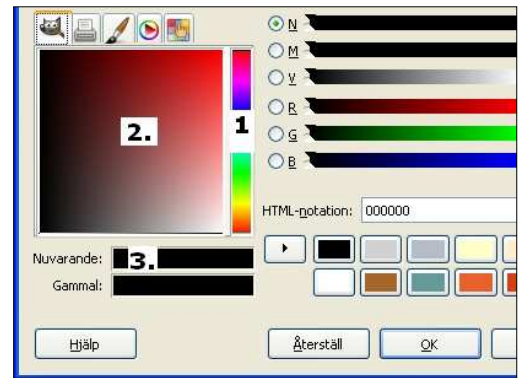 N
M
V
R
G
B
1
2.
HTML-notation: 000000
Nuvarande:
3.
Gammal:
Hjälp
Återställ
OK